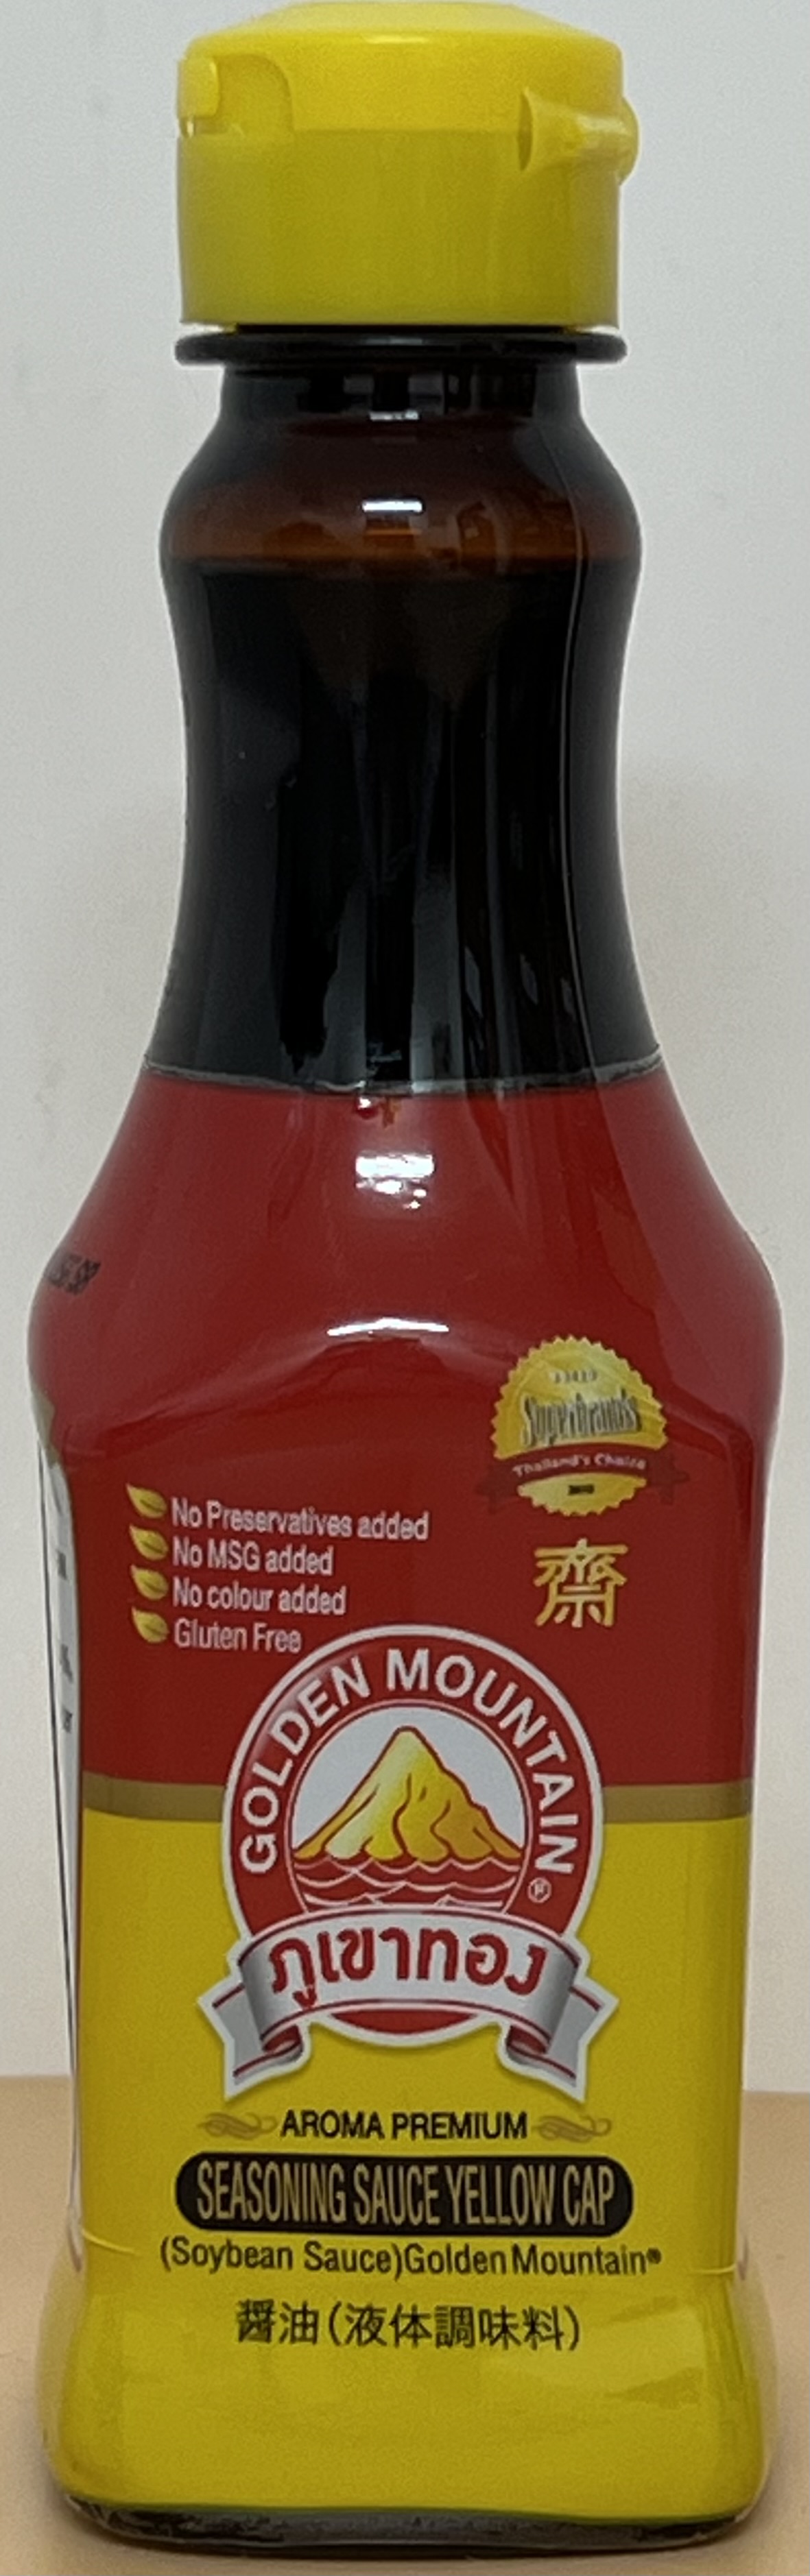 Superbrands
Thailand's Choice
No Preservatives added
No MSG added
No colour added
Gluten Free
齋
GOLDEN MOUNTAIN
®
ภูเขาทอง
AROMA PREMIUM
SEASONING SAUCE YELLOW CAP
(Soybean Sauce)Golden Mountain®
醤油(液体調味料)